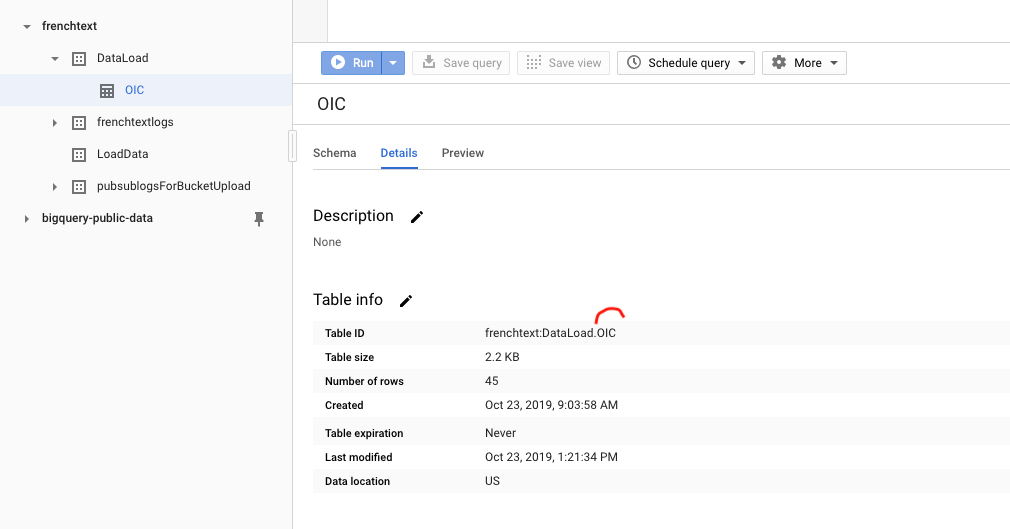 frenchtext
DataLoad
OIC
frenchtextlogs
LoadData
pubsublogsForBucketUpload
bigquery-public-data
Run Save query Save view Schedule query More
OIC
Schema Details Preview
Description
None
Table info
Table ID frenchtext:DataLoad.OIC
Table size 2.2 KB
Number of rows 45
Created Oct 23, 2019, 9:03:58 AM
Table expiration Never
Last modified Oct 23, 2019, 1:21:34 PM
Data location US